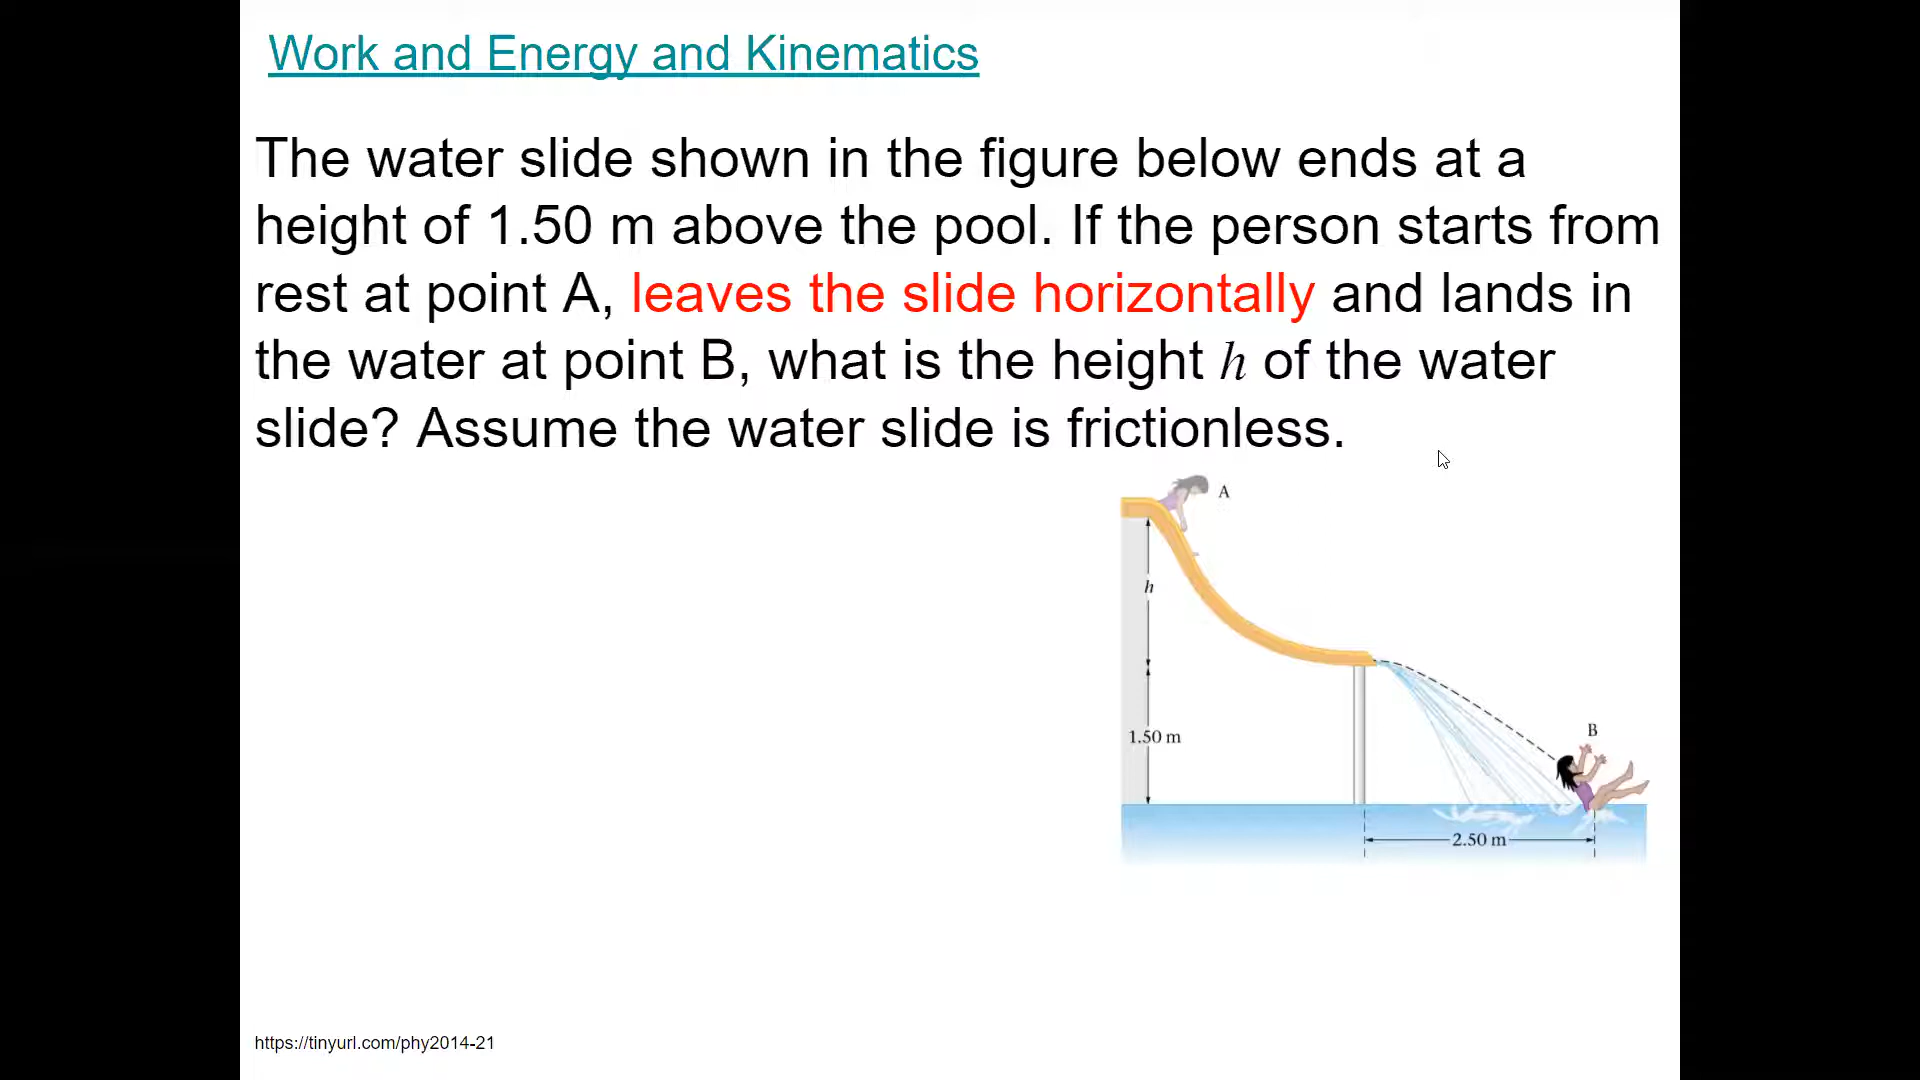 Work and Energy and Kinematics
The water slide shown in the figure below ends at a
height of 1.50 m above the pool. If the person starts from
rest at point A, leaves the slide horizontally and lands in
the water at point B, what is the height h of the water
slide? Assume the water slide is frictionless.
A
h
B
1.50 m
2.50 m
https://tinyurl.com/phy2014-21